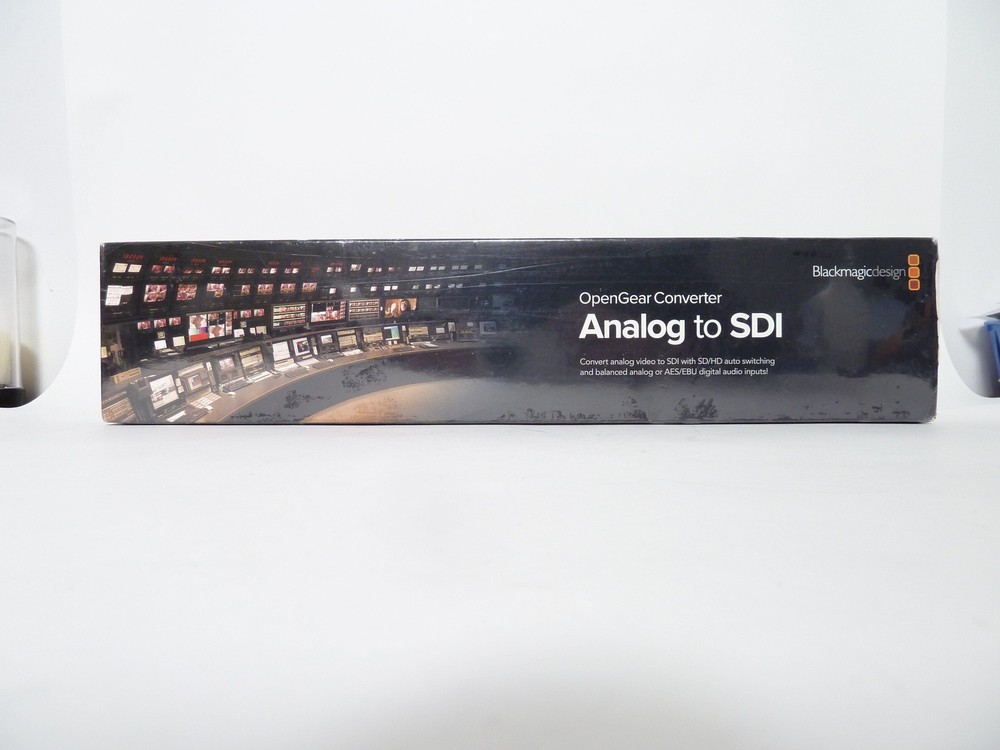 Blackmagicdesign
OpenGear Converter
Analog to SDI
Convert analog video to SDI with SD/HD auto switching
and balanced analog or AES/EBU digital audio inputs!